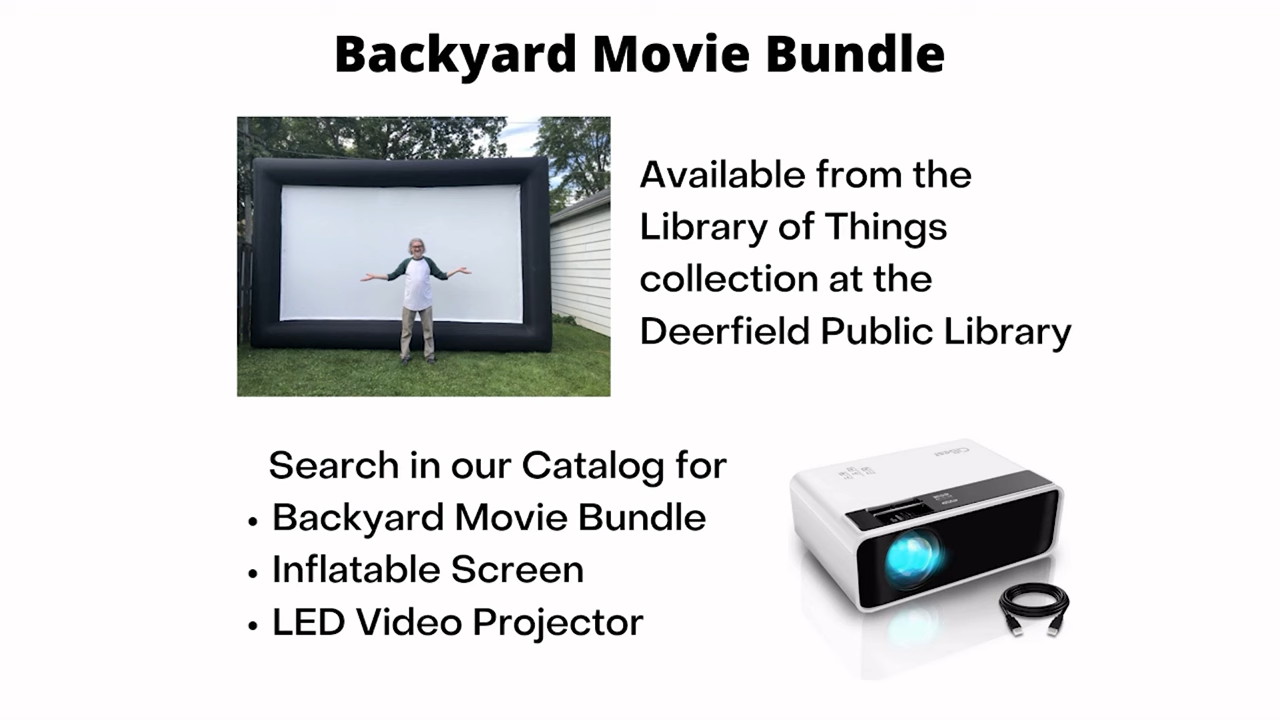 Backyard Movie Bundle
Available from the
Library of Things
collection at the
Deerfield Public Library
Search in our Catalog for
• Backyard Movie Bundle
• Inflatable Screen
• LED Video Projector